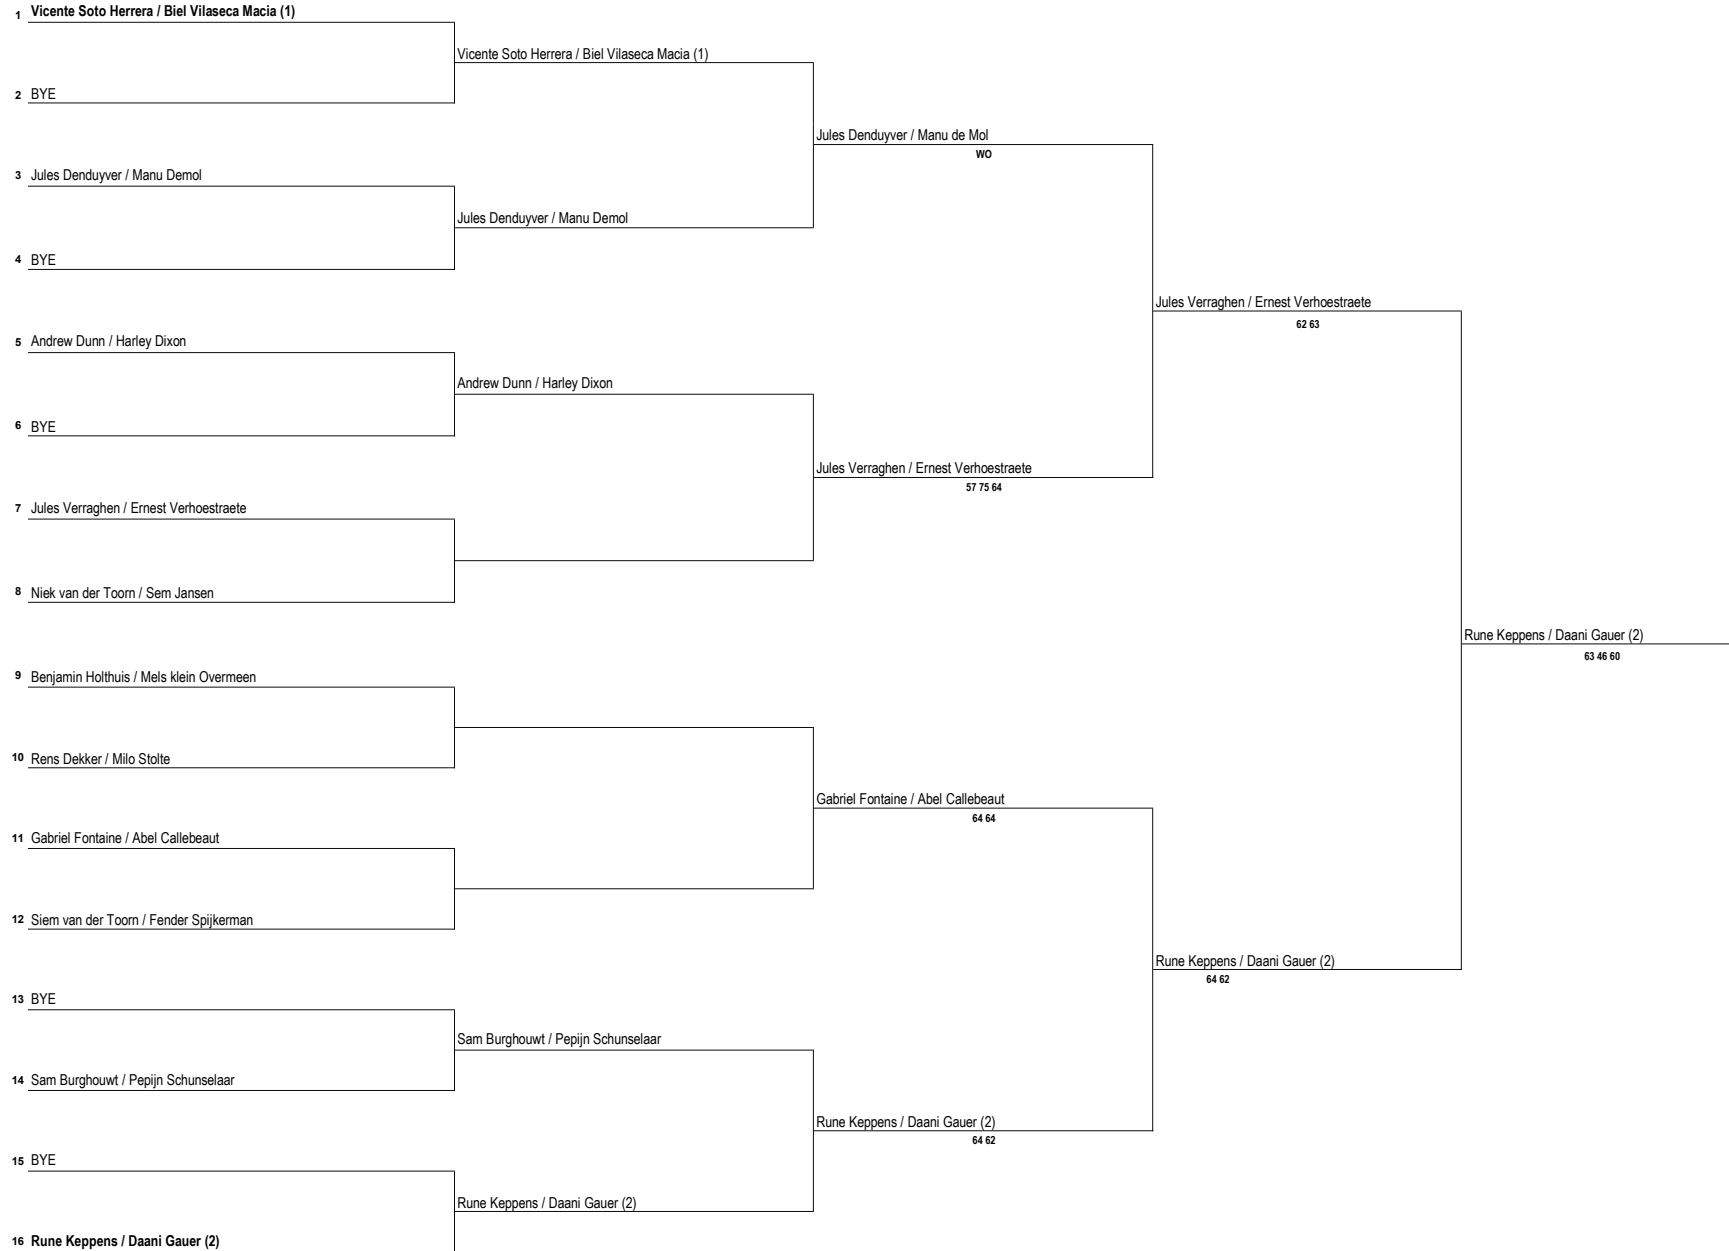 1 Vicente Soto Herrera / Biel Vilaseca Macia (1)
Vicente Soto Herrera / Biel Vilaseca Macia (1)
2 BYE
Jules Denduyver / Manu de Mol
WO
3 Jules Denduyver / Manu Demol
Jules Denduyver / Manu Demol
4 BYE
Jules Verraghen / Ernest Verhoestraete
62 63
5 Andrew Dunn / Harley Dixon
Andrew Dunn / Harley Dixon
6 BYE
Jules Verraghen / Ernest Verhoestraete
57 75 64
7 Jules Verraghen / Ernest Verhoestraete
8 Niek van der Toorn / Sem Jansen
Rune Keppens / Daani Gauer (2)
63 46 60
9 Benjamin Holthuis / Mels klein Overmeen
10 Rens Dekker / Milo Stolte
Gabriel Fontaine / Abel Callebeaut
64 64
11 Gabriel Fontaine / Abel Callebeaut
12 Siem van der Toorn / Fender Spijkerman
Rune Keppens / Daani Gauer (2)
64 62
13 BYE
Sam Burghouwt / Pepijn Schunselaar
14 Sam Burghouwt / Pepijn Schunselaar
Rune Keppens / Daani Gauer (2)
64 62
15 BYE
Rune Keppens / Daani Gauer (2)
16 Rune Keppens / Daani Gauer (2)